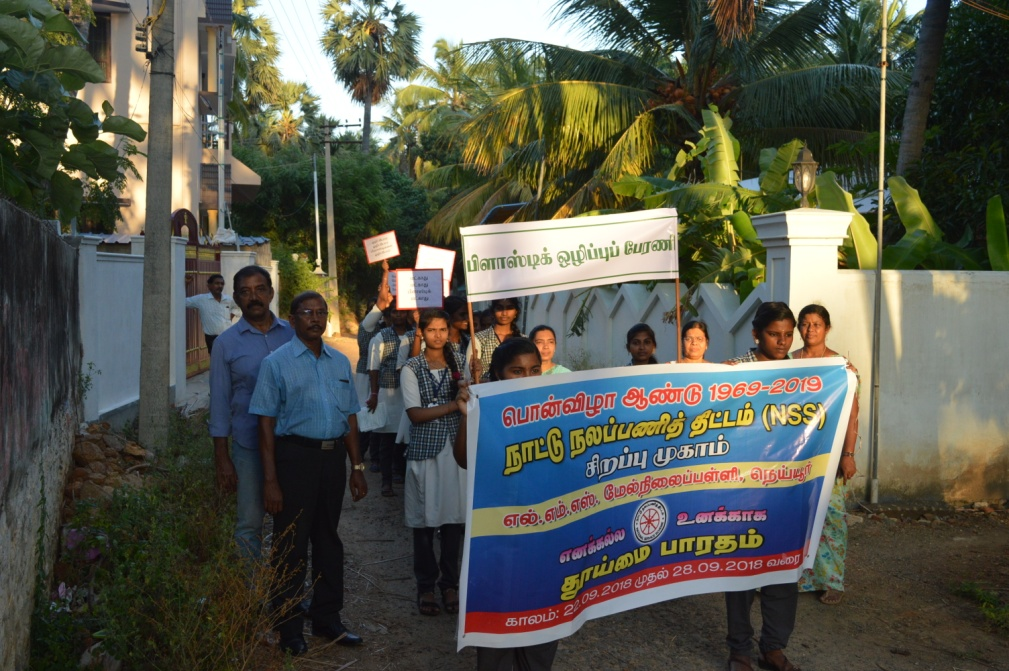 பிளாஸ்டிக் ஒழிப்புப் பேரணி
பொன்விழா ஆண்டு 1969-2019
நாட்டு நலப்பணித் திட்டம் (NSS)
சிறப்பு முகாம்
எல்.எம்.எஸ். மேல்நிலைப்பள்ளி, நெய்யூர்
எனக்கல்ல உனக்காக
தூய்மை பாரதம்
காலம்: 22.09.2018 முதல் 28.09.2018 வரை